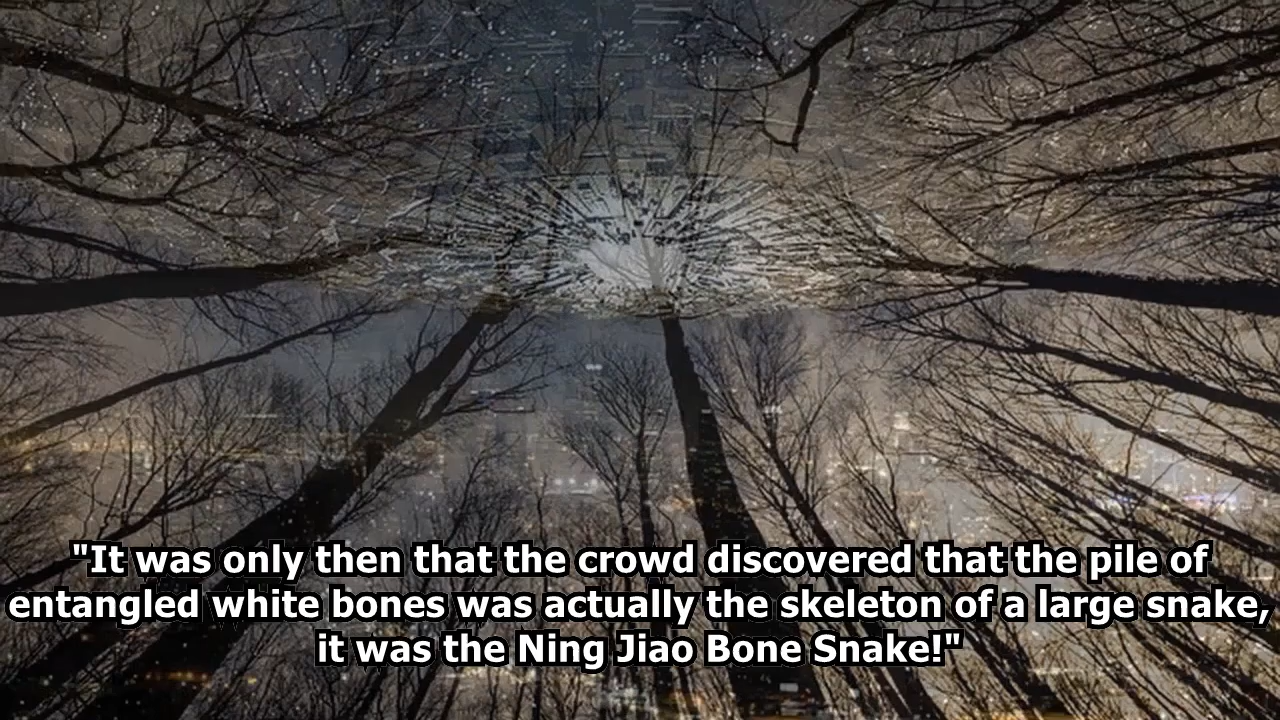 "It was only then that the crowd discovered that the pile of
entangled white bones was actually the skeleton of a large snake,
it was the Ning Jiao Bone Snake!"